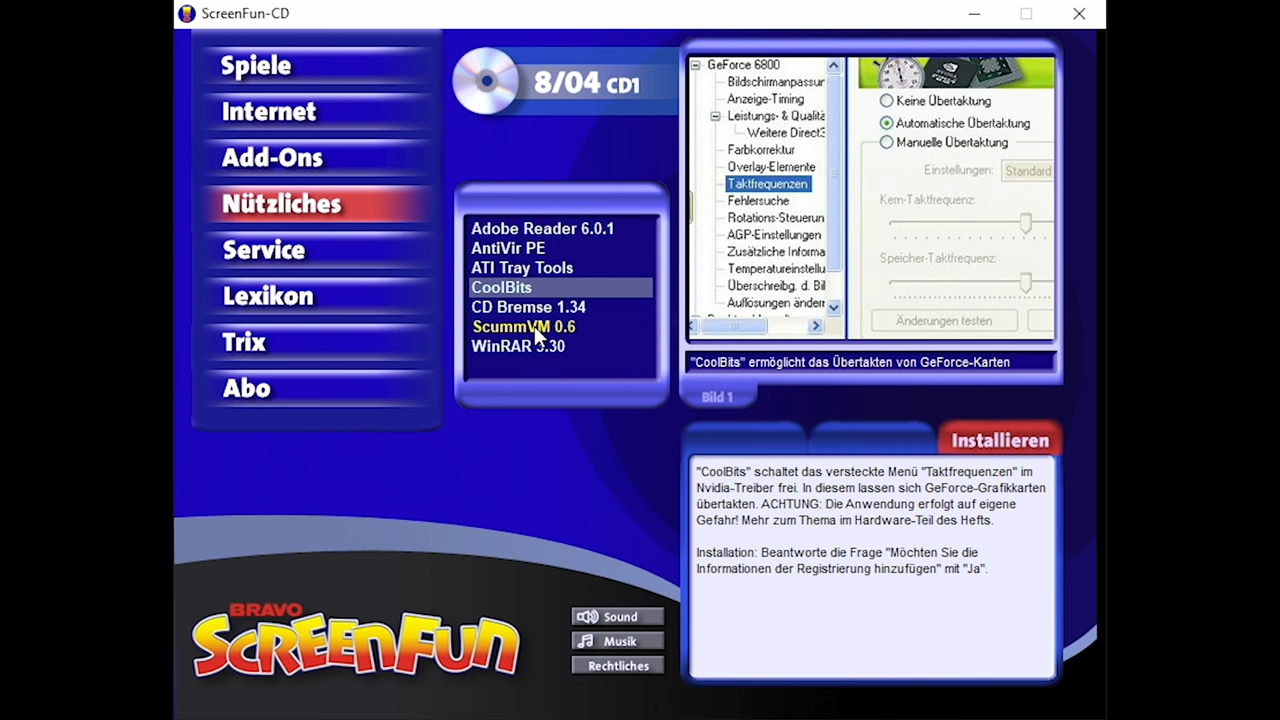 ScreenFun-CD
Spiele
Internet
Add-Ons
Nützliches
Service
Lexikon
Trix
Abo
8/04 CD1
Adobe Reader 6.0.1
AntiVir PE
ATI Tray Tools
CoolBits
CD Bremse 1.34
ScummVM 0.6
WinRAR 3.30
GeForce 6800
Bildschirmanpassur
Anzeige-Timing
Leistungs- & Qualitä
Weitere Direct3
Farbkorrektur
Overlay-Elemente
Taktfrequenzen
Fehlersuche
Rotations-Steuerun
AGP-Einstellungen
Zusätzliche Informa
Temperatureinstellu
Überschreibg. d. Bil
Auflösungen änderr
Keine Übertaktung
Automatische Übertaktung
Manuelle Übertaktung
Einstellungen: Standard
Kern-Taktfrequenz:
Speicher-Taktfrequenz:
Änderungen testen
"CoolBits" ermöglicht das Übertakten von GeForce-Karten
Bild 1
Installieren
"CoolBits" schaltet das versteckte Menü "Taktfrequenzen" im
Nvidia-Treiber frei. In diesem lassen sich GeForce-Grafikkarten
übertakten. ACHTUNG: Die Anwendung erfolgt auf eigene
Gefahr! Mehr zum Thema im Hardware-Teil des Hefts.
Installation: Beantworte die Frage "Möchten Sie die
Informationen der Registrierung hinzufügen" mit "Ja".
BRAVO
SCREENFUN
Sound
Musik
Rechtliches